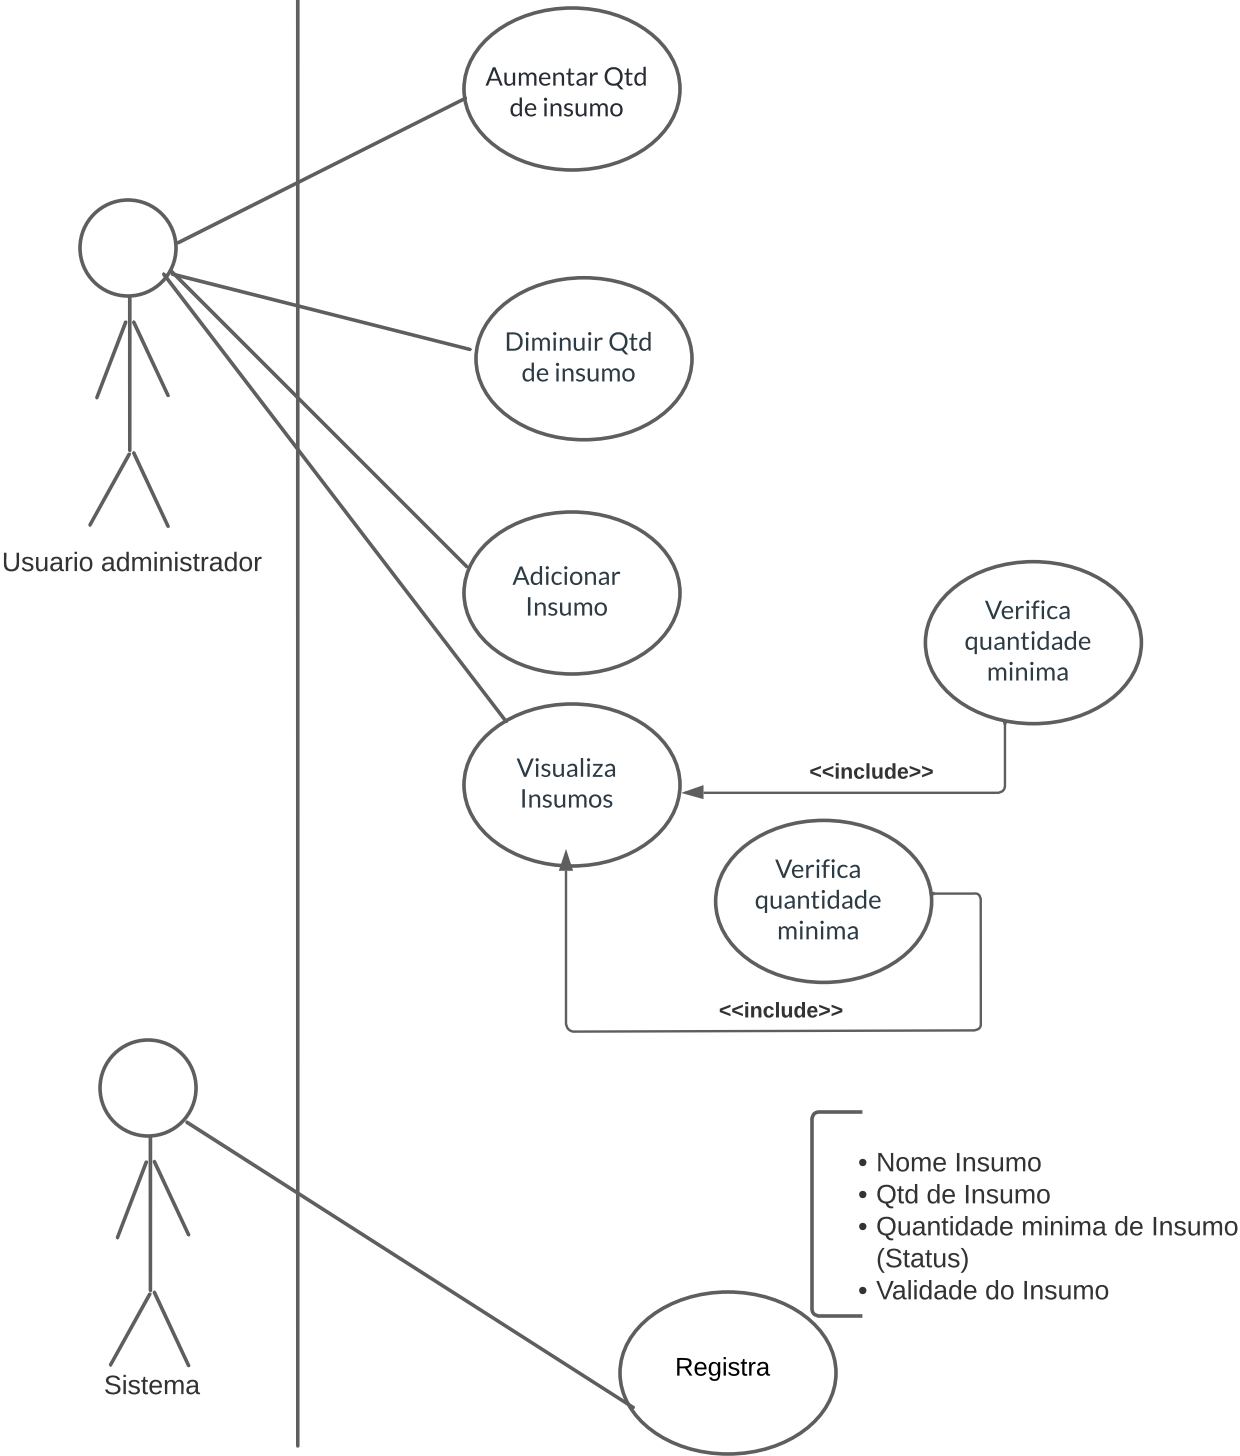 Aumentar Qtd
de insumo
Diminuir Qtd
de insumo
Usuario administrador
Adicionar
Insumo
Verifica
quantidade
minima
Visualiza
Insumos
<<include>>
Verifica
quantidade
minima
<<include>>
• Nome Insumo
• Qtd de Insumo
• Quantidade minima de Insumo
(Status)
• Validade do Insumo
Registra
Sistema